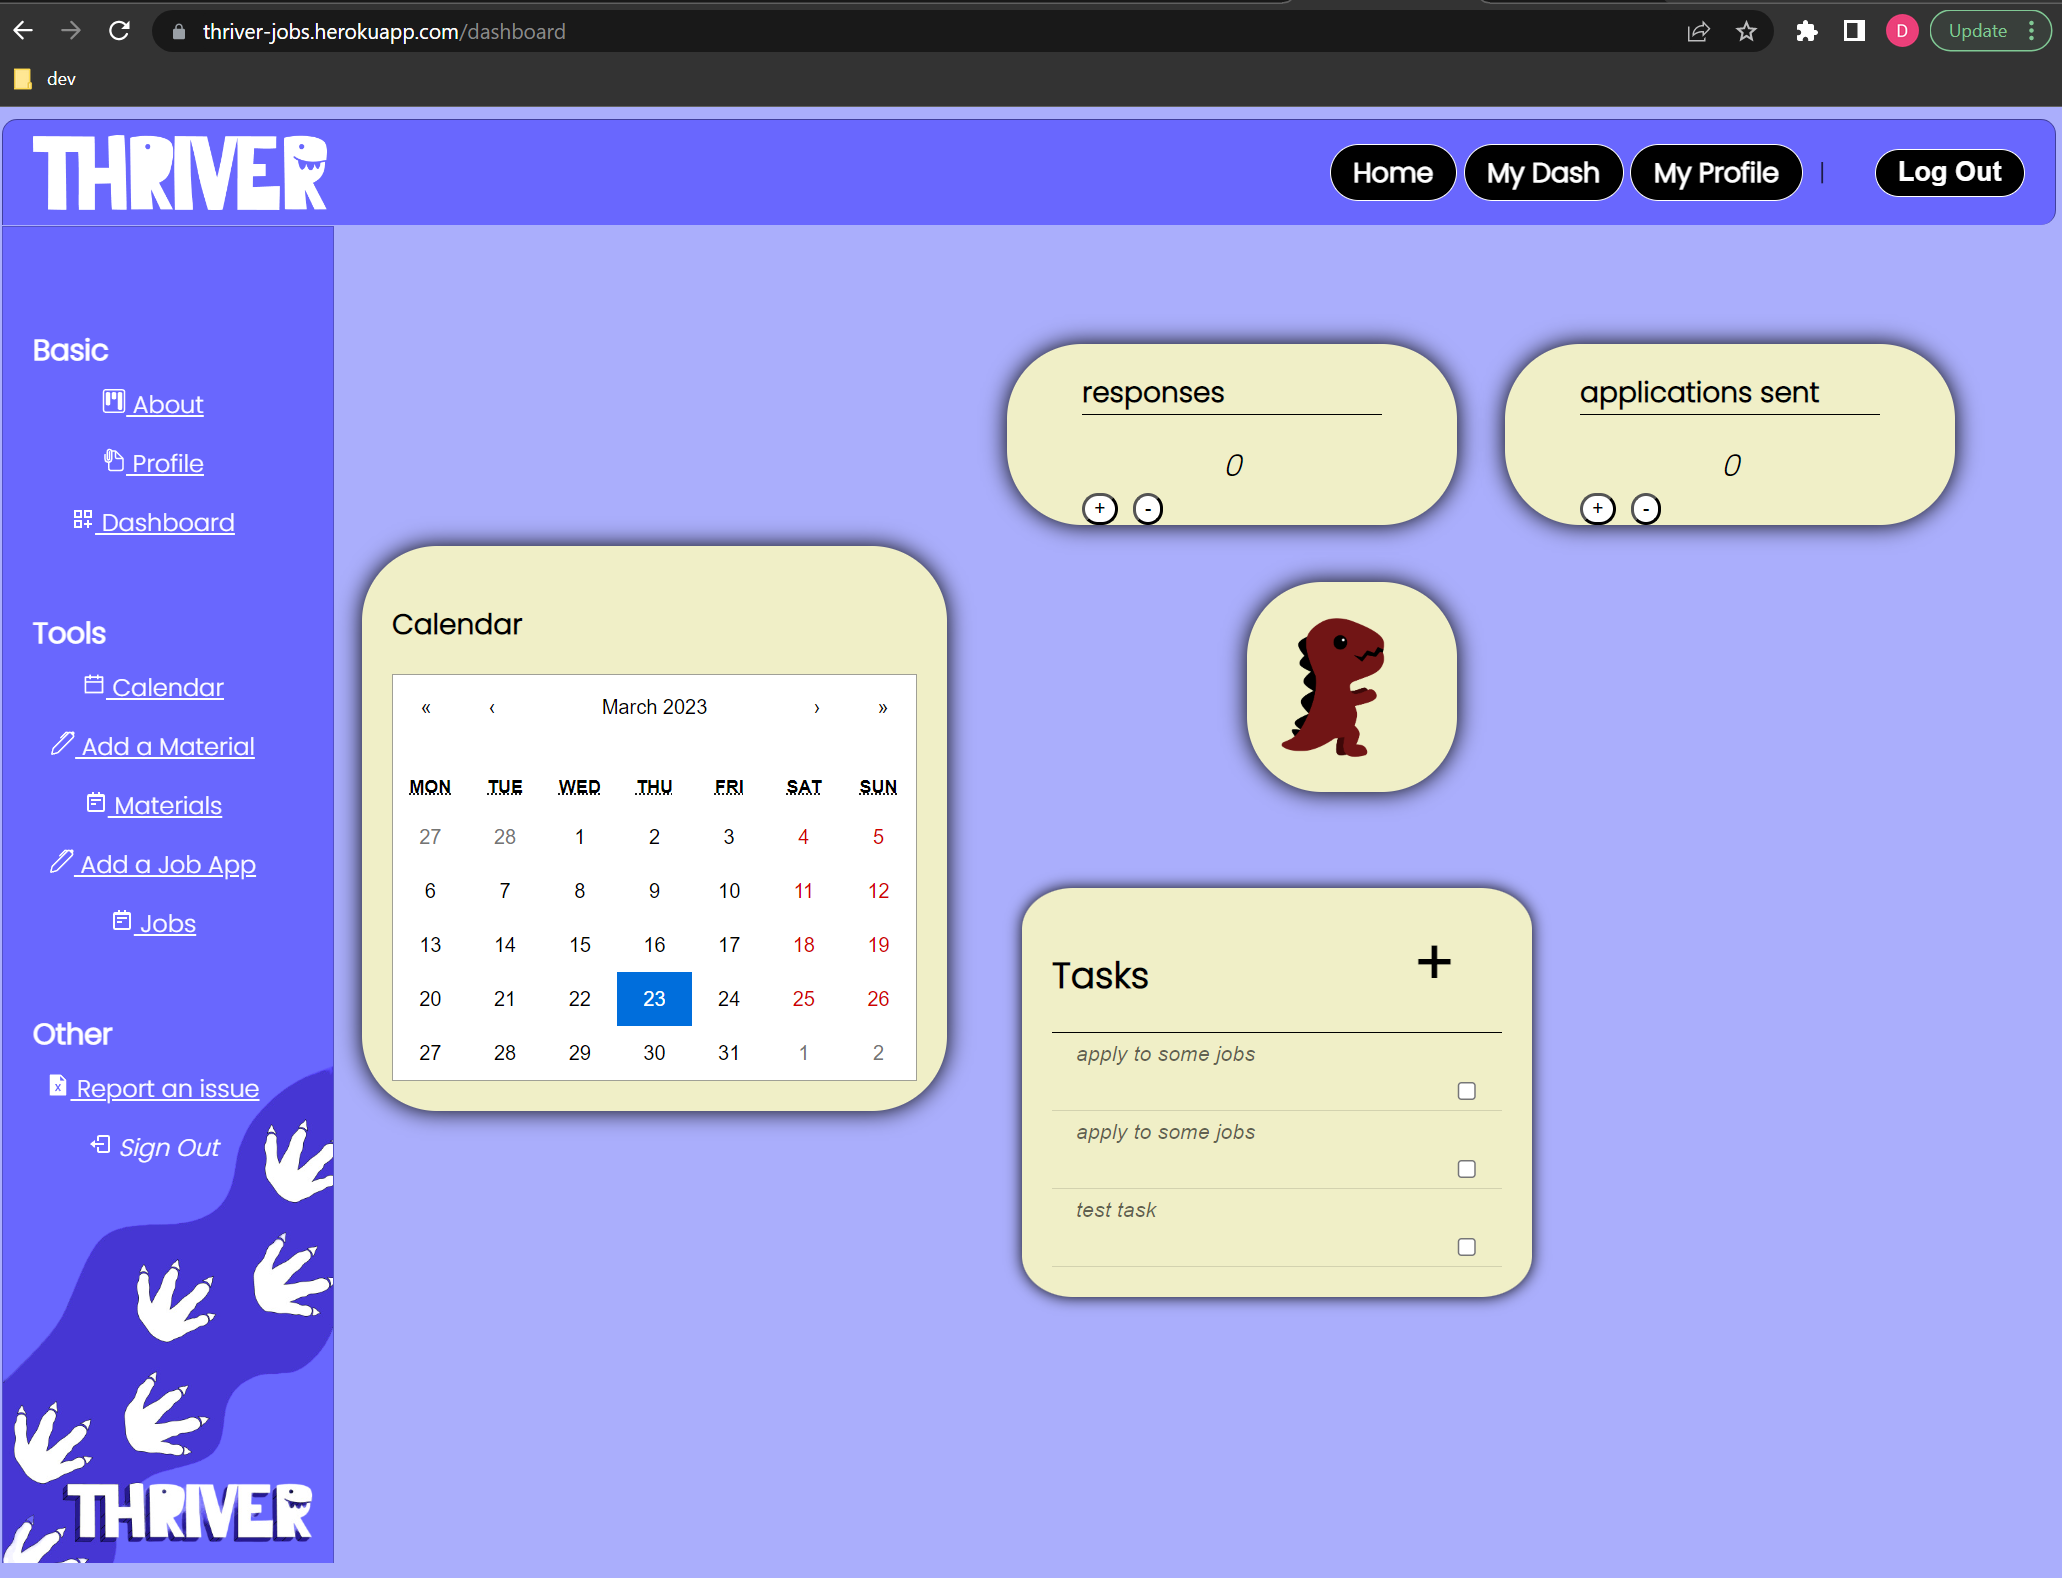 thriver-jobs.herokuapp.com/dashboard
D
Update
dev
THRIVER
Home
My Dash
My Profile
|
Log Out
Basic
About
Profile
Dashboard
Tools
Calendar
Add a Material
Materials
Add a Job App
Jobs
Other
Report an issue
Sign Out
THRIVER
responses
0
+ -
applications sent
0
+ -
Calendar
« ‹ March 2023 › »
MON TUE WED THU FRI SAT SUN
27 28 1 2 3 4 5
6 7 8 9 10 11 12
13 14 15 16 17 18 19
20 21 22 23 24 25 26
27 28 29 30 31 1 2
Tasks +
apply to some jobs
apply to some jobs
test task